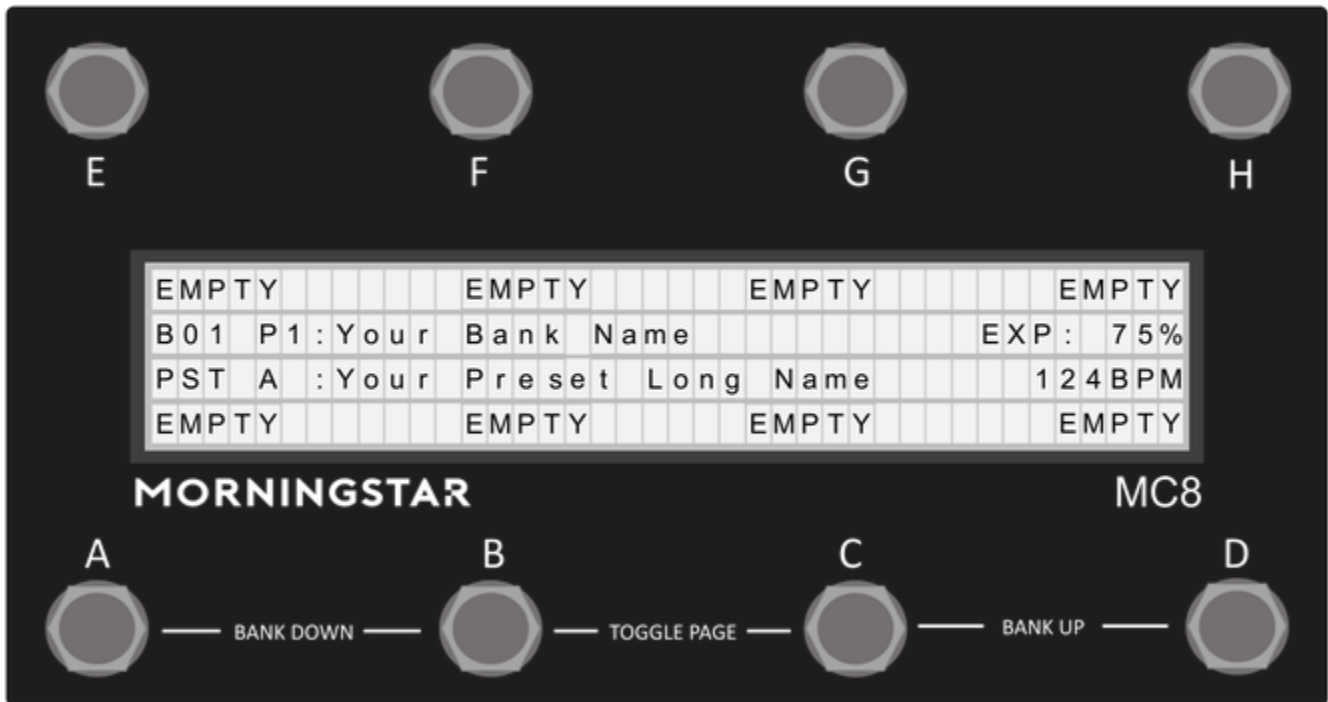 E F G H
EMPTY EMPTY EMPTY EMPTY
B01 P1:Your Bank Name EXP: 75%
PST A :Your Preset Long Name 124BPM
EMPTY EMPTY EMPTY EMPTY
MORNINGSTAR MC8
A B C D
BANK DOWN TOGGLE PAGE BANK UP